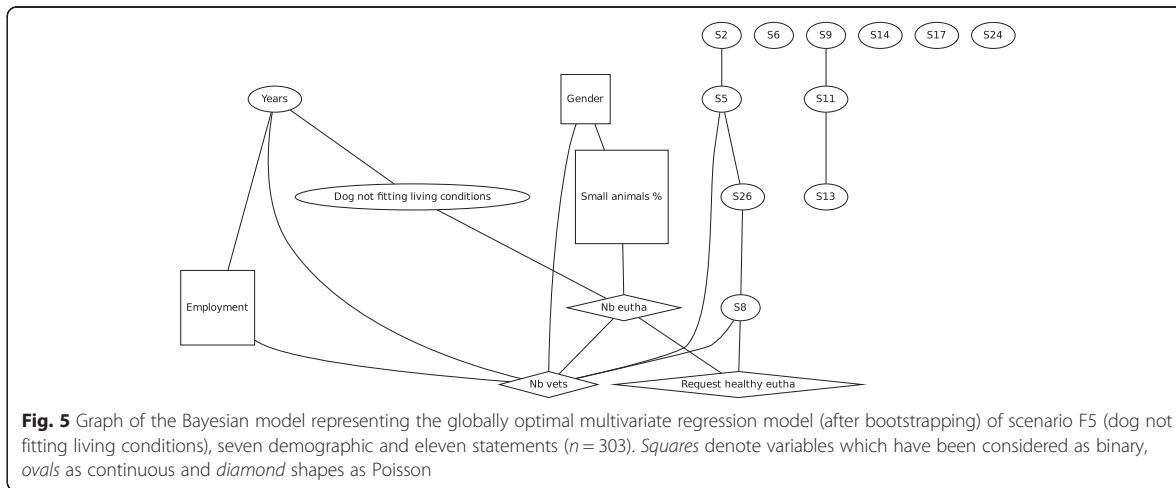 S2 S6 S9 S14 S17 S24
Years Gender S5 S11
Dog not fitting living conditions Small animals % S26 S13
Employment Nb eutha S8
Nb vets Request healthy eutha
Fig. 5 Graph of the Bayesian model representing the globally optimal multivariate regression model (after bootstrapping) of scenario F5 (dog not
fitting living conditions), seven demographic and eleven statements (n = 303). Squares denote variables which have been considered as binary,
ovals as continuous and diamond shapes as Poisson